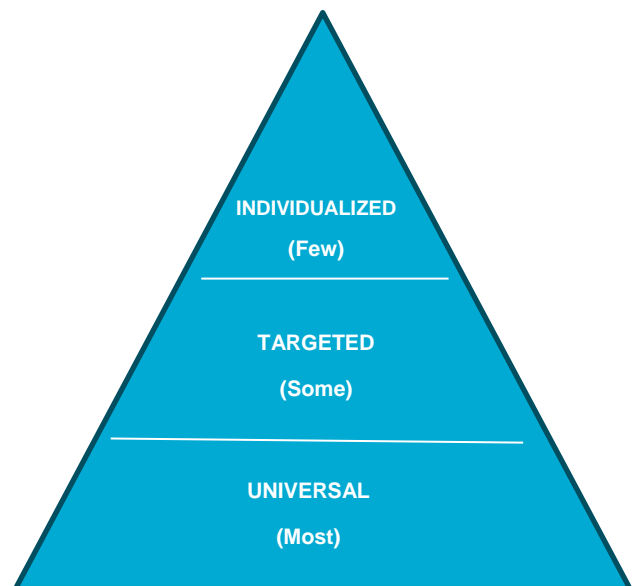 INDIVIDUALIZED
(Few)
TARGETED
(Some)
UNIVERSAL
(Most)